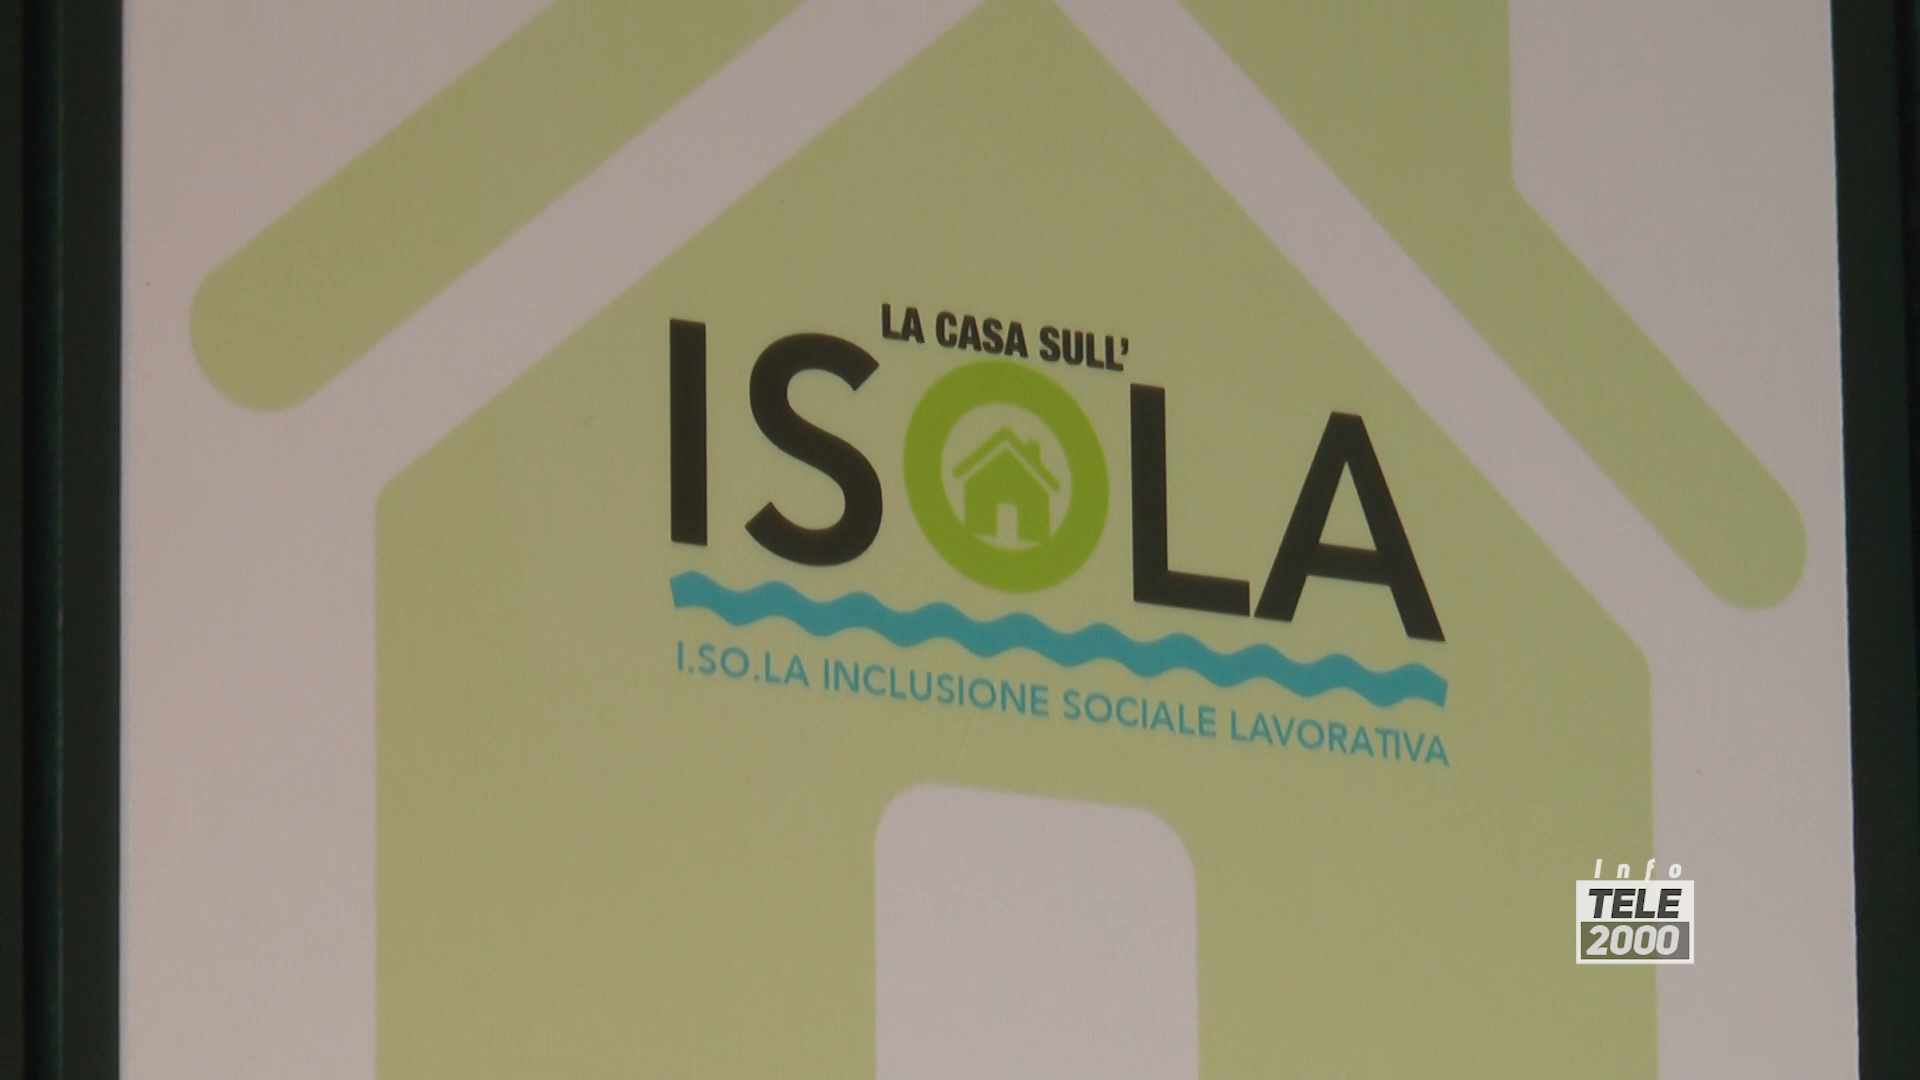 LA CASA SULL'
ISOLA
I.SO.LA INCLUSIONE SOCIALE LAVORATIVA
Info
TELE
2000